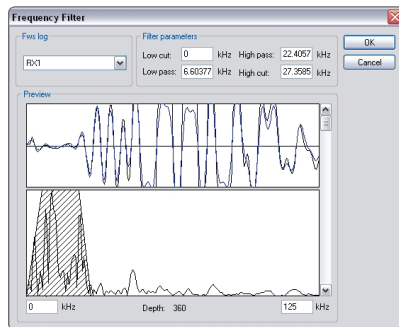 Frequency Filter
Fws log
RX1
Filter parameters
Low cut: 0 kHz High pass: 22.4057 kHz
Low pass: 6.60377 kHz High cut: 27.3585 kHz
OK
Cancel
Preview
0 kHz Depth: 360 125 kHz